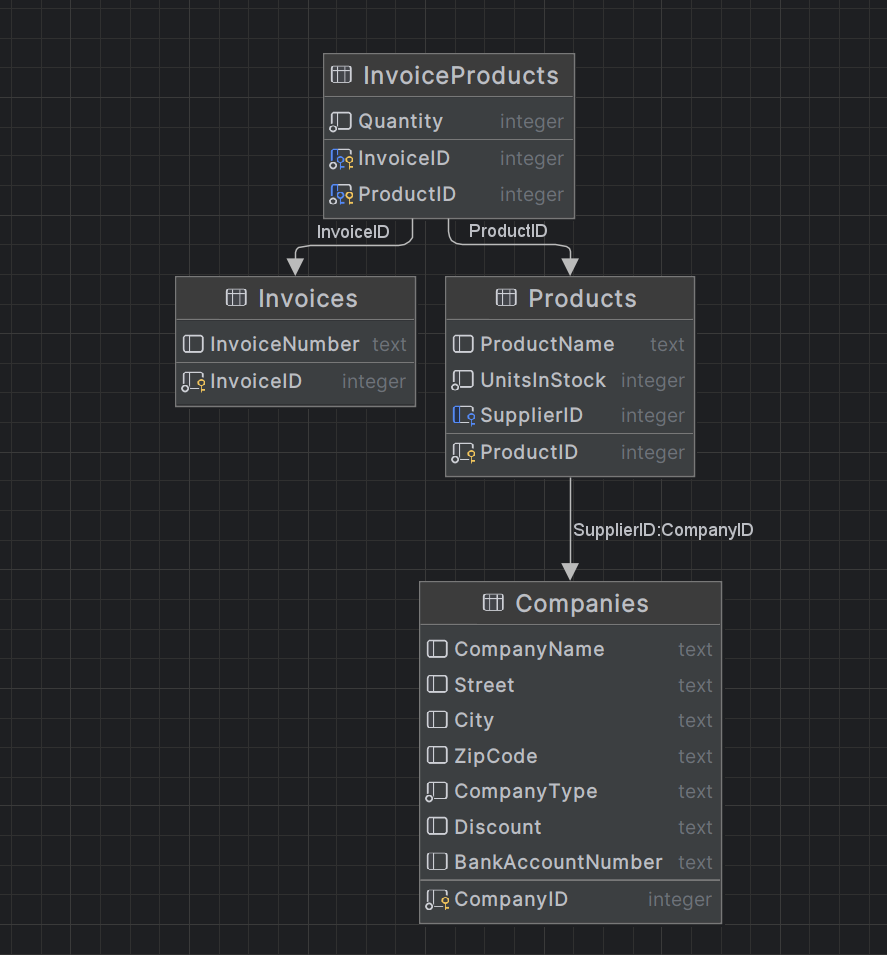 InvoiceProducts
Quantity integer
InvoiceID integer
ProductID integer
InvoiceID
ProductID
Invoices
InvoiceNumber text
InvoiceID integer
Products
ProductName text
UnitsInStock integer
SupplierID integer
ProductID integer
SupplierID:CompanyID
Companies
CompanyName text
Street text
City text
ZipCode text
CompanyType text
Discount text
BankAccountNumber text
CompanyID integer